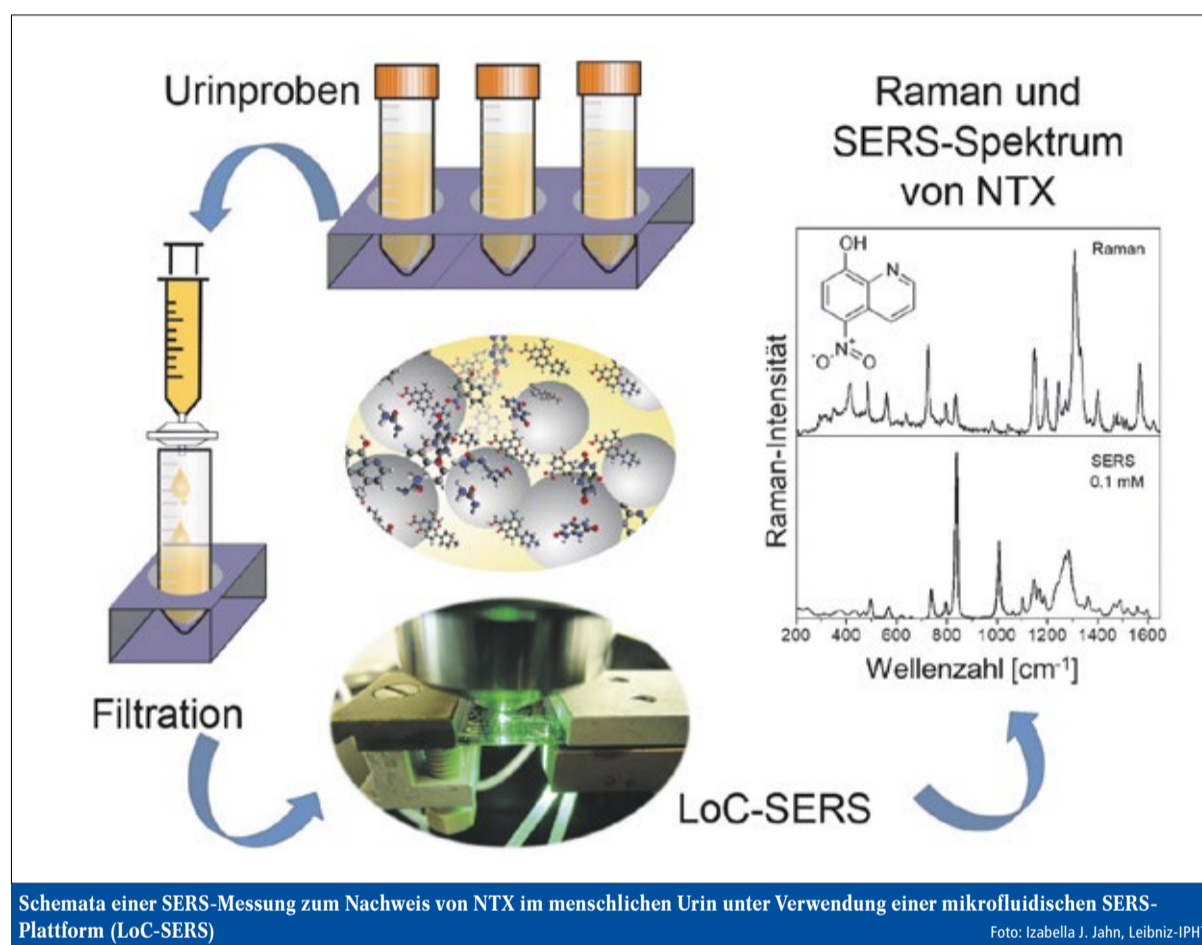 Urinproben
Filtration
LoC-SERS
Raman und
SERS-Spektrum
von NTX
Raman-Intensität
OH
N
Raman
N+
-O
O
SERS
0.1 mM
200 400 600 800 1000 1200 1400 1600
Wellenzahl [cm-1]
Schemata einer SERS-Messung zum Nachweis von NTX im menschlichen Urin unter Verwendung einer mikrofluidischen SERS-
Plattform (LoC-SERS)
Foto: Izabella J. Jahn, Leibniz-IPH